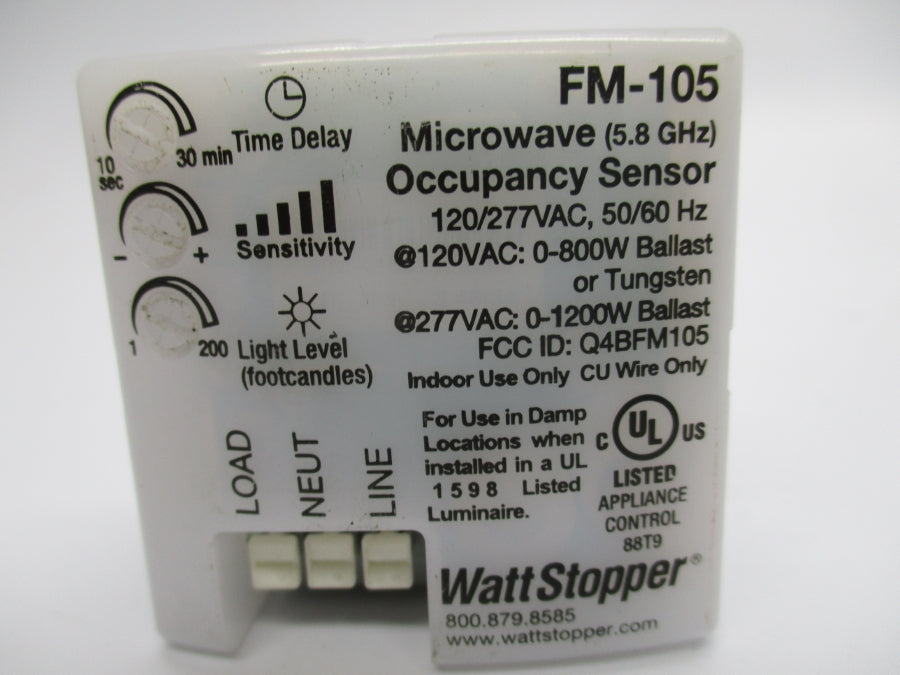 10 sec
30 min
Time Delay
- +
Sensitivity
1
200
Light Level
(footcandles)
LOAD
NEUT
LINE
FM-105
Microwave (5.8 GHz)
Occupancy Sensor
120/277VAC, 50/60 Hz
@120VAC: 0-800W Ballast
or Tungsten
@277VAC: 0-1200W Ballast
FCC ID: Q4BFM105
Indoor Use Only CU Wire Only
For Use in Damp
Locations when
installed in a UL
1598 Listed
Luminaire.
C UL US
LISTED
APPLIANCE
CONTROL
88T9
WattStopper®
800.879.8585
www.wattstopper.com